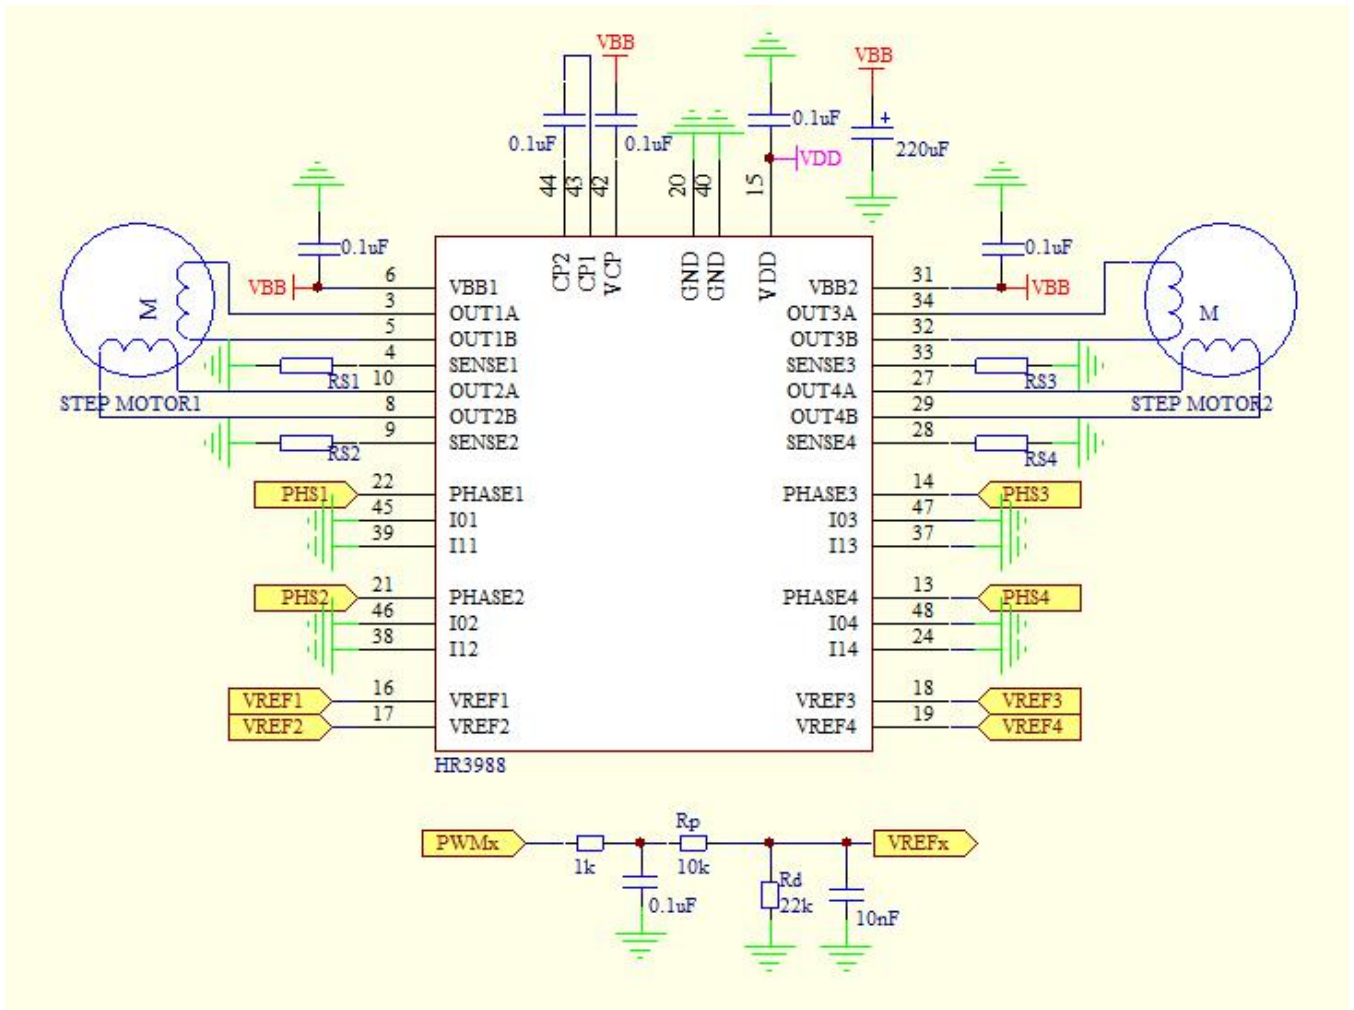 VBB
VBB
0.1uF
0.1uF
0.1uF
220uF
VDD
44
43
42
20
40
15
0.1uF
0.1uF
CP2
CP1
VCP
GND
GND
VDD
VBB
6
VBB1
VBB2
31
VBB
3
OUT1A
OUT3A
34
M
M
5
OUT1B
OUT3B
32
4
SENSE1
SENSE3
33
RS1
RS3
10
OUT2A
OUT4A
27
STEP MOTOR1
STEP MOTOR2
8
OUT2B
OUT4B
29
9
SENSE2
SENSE4
28
RS2
RS4
PHS1
22
PHASE1
PHASE3
14
PHS3
45
I01
I03
47
39
I11
I13
37
PHS2
21
PHASE2
PHASE4
13
PHS4
46
I02
I04
48
38
I12
I14
24
VREF1
16
VREF1
VREF3
18
VREF3
VREF2
17
VREF2
VREF4
19
VREF4
HR3988
PWMx
1k
Rp
10k
VREFx
0.1uF
Rd
22k
10nF